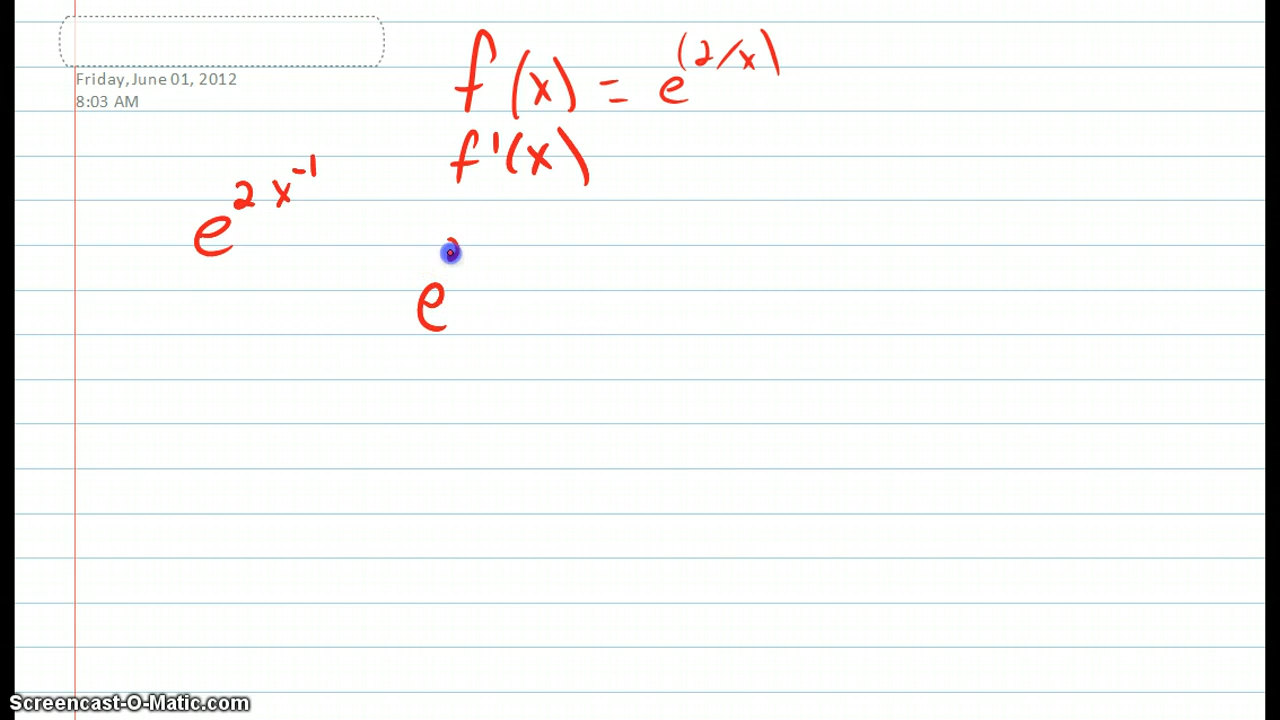 f(x) = e^(2/x)
Friday, June 01, 2012
8:03 AM
f'(x)
e^2x^-1
e
Screencast-O-Matic.com